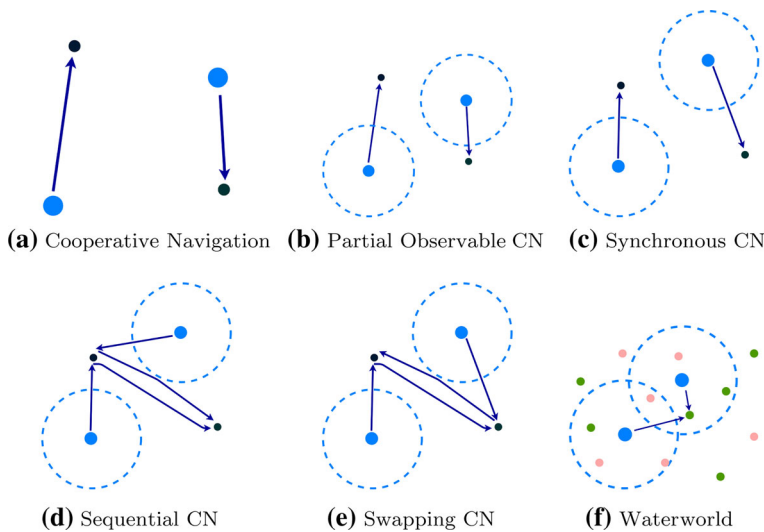 (a) Cooperative Navigation
(b) Partial Observable CN
(c) Synchronous CN
(d) Sequential CN
(e) Swapping CN
(f) Waterworld